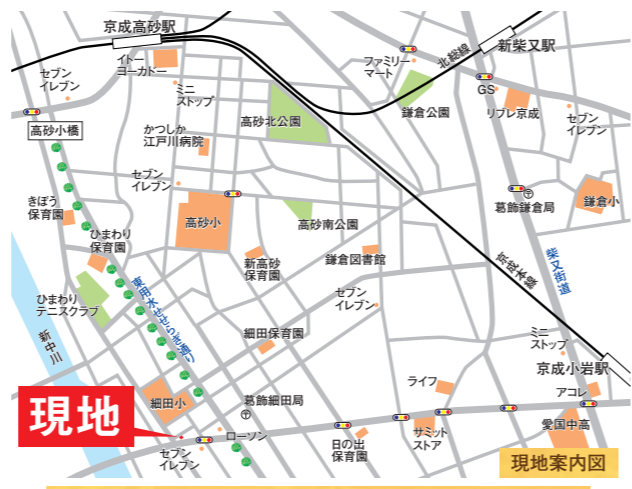 京成高砂駅
新柴又駅
北総線
ファミリー
マート
イトー
ヨーカドー
セブン
イレブン
ミニ
ストップ
GS
リブレ京成
鎌倉公園
セブン
イレブン
高砂北公園
高砂小橋
かつしか
江戸川病院
セブン
イレブン
きぼう
保育園
高砂小
高砂南公園
葛飾鎌倉局
鎌倉小
ひまわり
保育園
新高砂
保育園
鎌倉図書館
京成本線
柴又街道
東用水せせらぎ通り
ひまわり
テニスクラブ
セブン
イレブン
新中川
細田保育園
ミニ
ストップ
京成小岩駅
ライフ
アコレ
現地
細田小
葛飾細田局
ローソン
セブン
イレブン
日の出
保育園
サミット
ストア
愛国中高
現地案内図